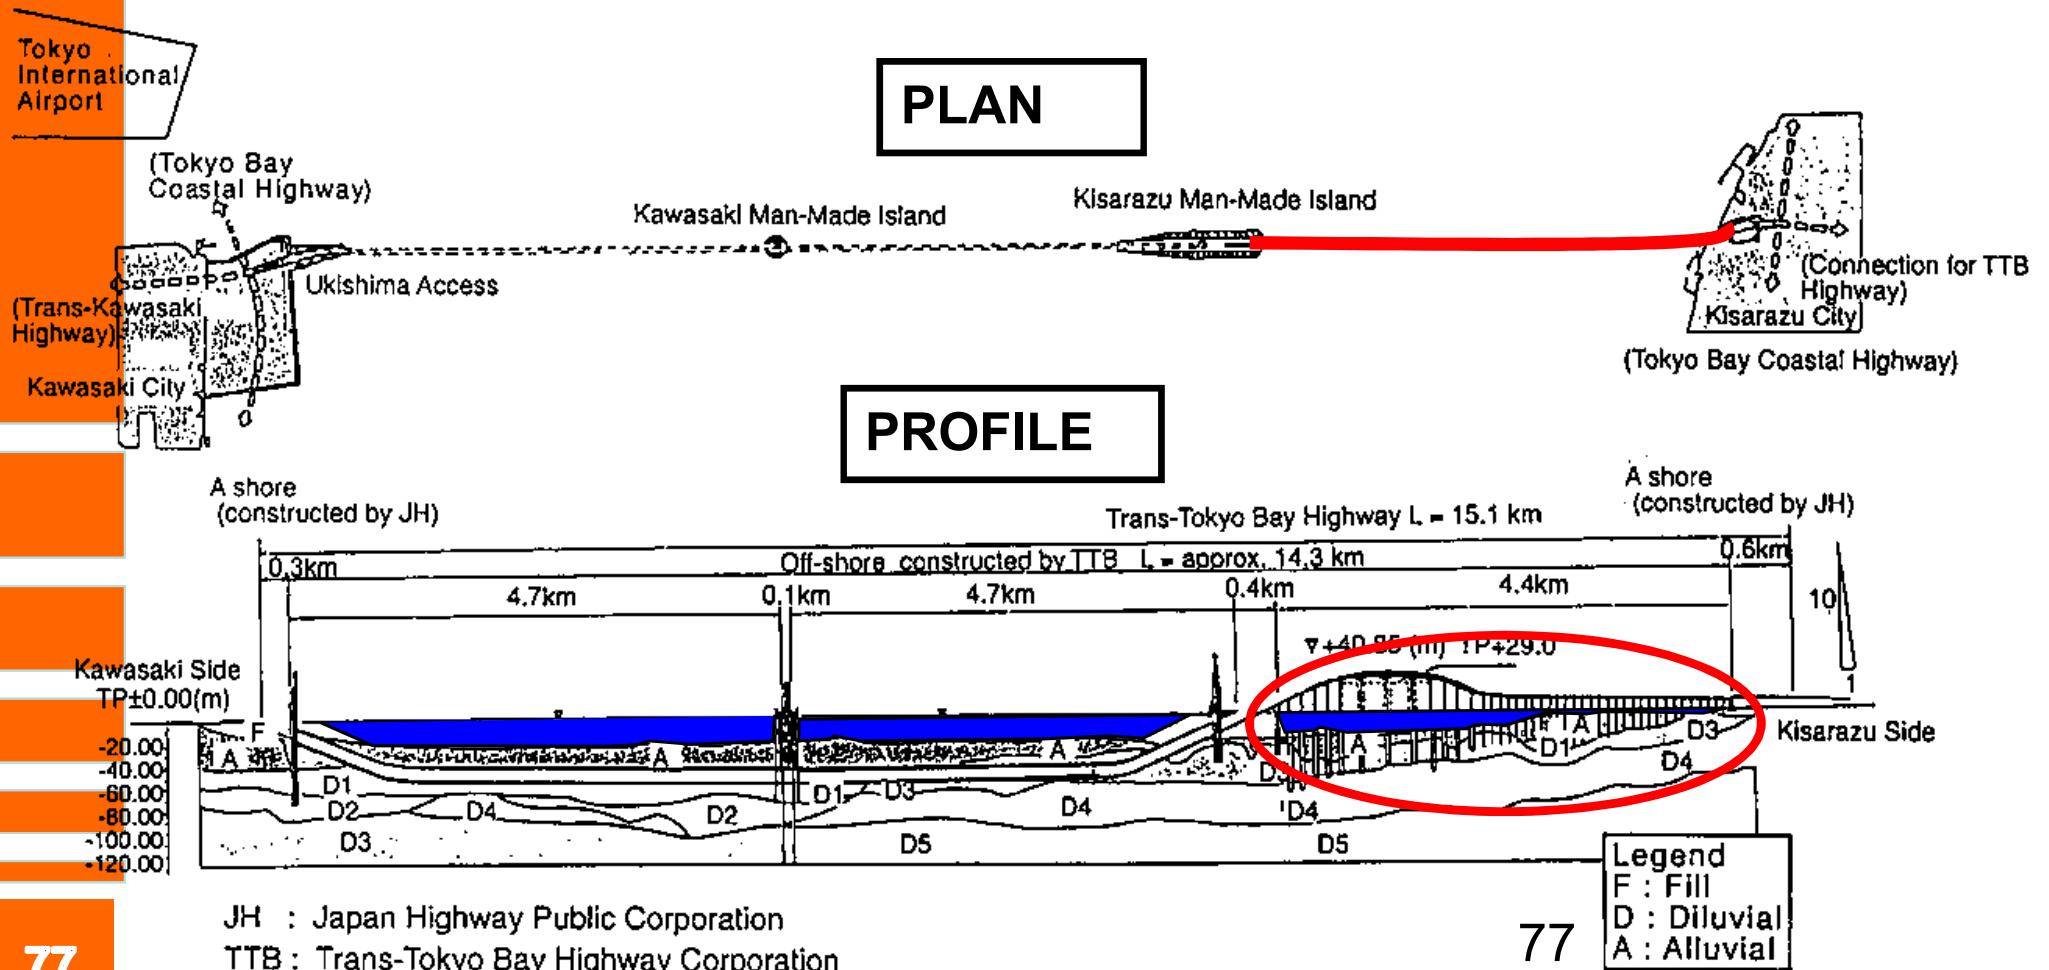 Tokyo
International
Airport
PLAN
(Tokyo Bay
Coastal Highway)
Kawasaki Man-Made Island
Kisarazu Man-Made Island
Ukishima Access
(Trans-Kawasaki
Highway)
Kawasaki City
(Connection for TTB
Highway)
Kisarazu City
(Tokyo Bay Coastal Highway)
PROFILE
A shore
(constructed by JH)
A shore
(constructed by JH)
Trans-Tokyo Bay Highway L = 15.1 km
0.3km
Off-shore constructed by TTB L = approx. 14.3 km
0.6km
4.7km
0.1km
4.7km
0.4km
4.4km
10
1
+40.85 (m) TP+29.0
Kawasaki Side
TP±0.00(m)
Kisarazu Side
-20.00
-40.00
-60.00
-80.00
-100.00
-120.00
F
A
A
A
A
A
D1
D2
D3
D4
D2
D1
D3
D4
D4
D5
D5
D1
D3
D4
Legend
F : Fill
D : Diluvial
A : Alluvial
JH : Japan Highway Public Corporation
TTB : Trans-Tokyo Bay Highway Corporation
77
77